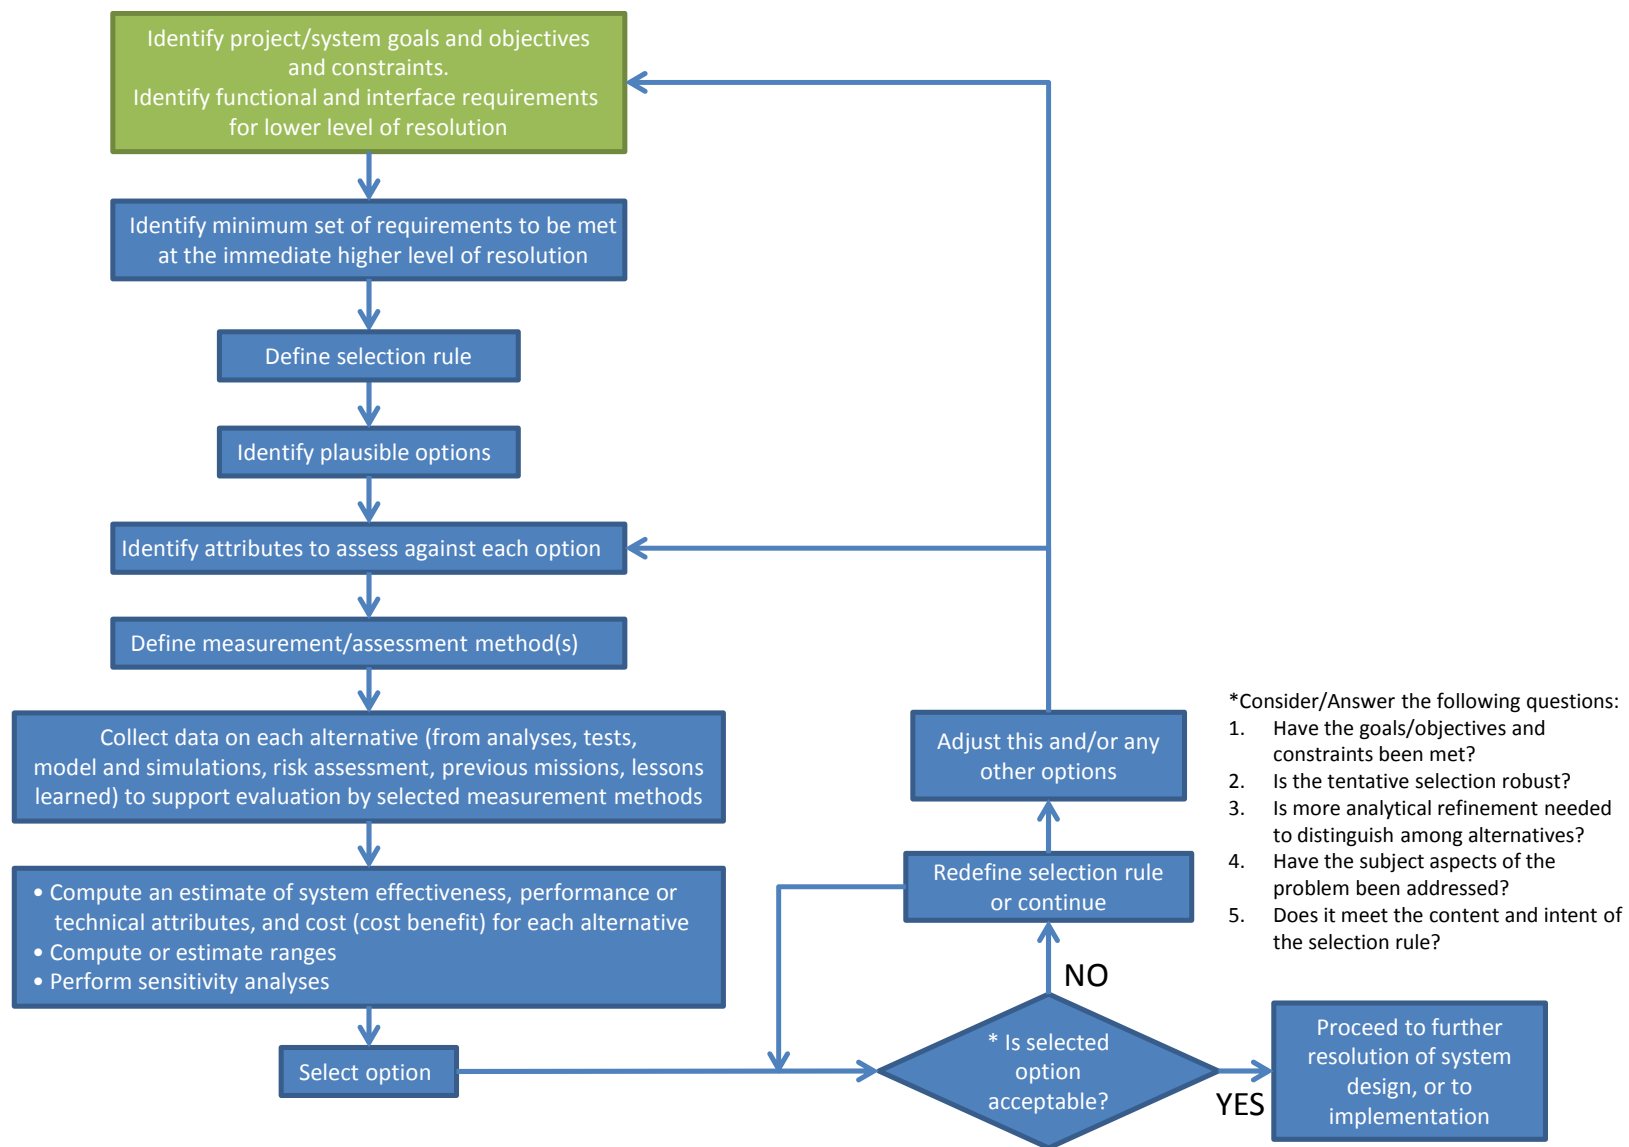 Identify project/system goals and objectives
and constraints.
Identify functional and interface requirements
for lower level of resolution
Identify minimum set of requirements to be met
at the immediate higher level of resolution
Define selection rule
Identify plausible options
Identify attributes to assess against each option
Define measurement/assessment method(s)
Collect data on each alternative (from analyses, tests,
model and simulations, risk assessment, previous missions, lessons
learned) to support evaluation by selected measurement methods
• Compute an estimate of system effectiveness, performance or
technical attributes, and cost (cost benefit) for each alternative
• Compute or estimate ranges
• Perform sensitivity analyses
Select option
Adjust this and/or any
other options
Redefine selection rule
or continue
NO
* Is selected
option
acceptable?
YES
Proceed to further
resolution of system
design, or to
implementation
*Consider/Answer the following questions:
1. Have the goals/objectives and
constraints been met?
2. Is the tentative selection robust?
3. Is more analytical refinement needed
to distinguish among alternatives?
4. Have the subject aspects of the
problem been addressed?
5. Does it meet the content and intent of
the selection rule?